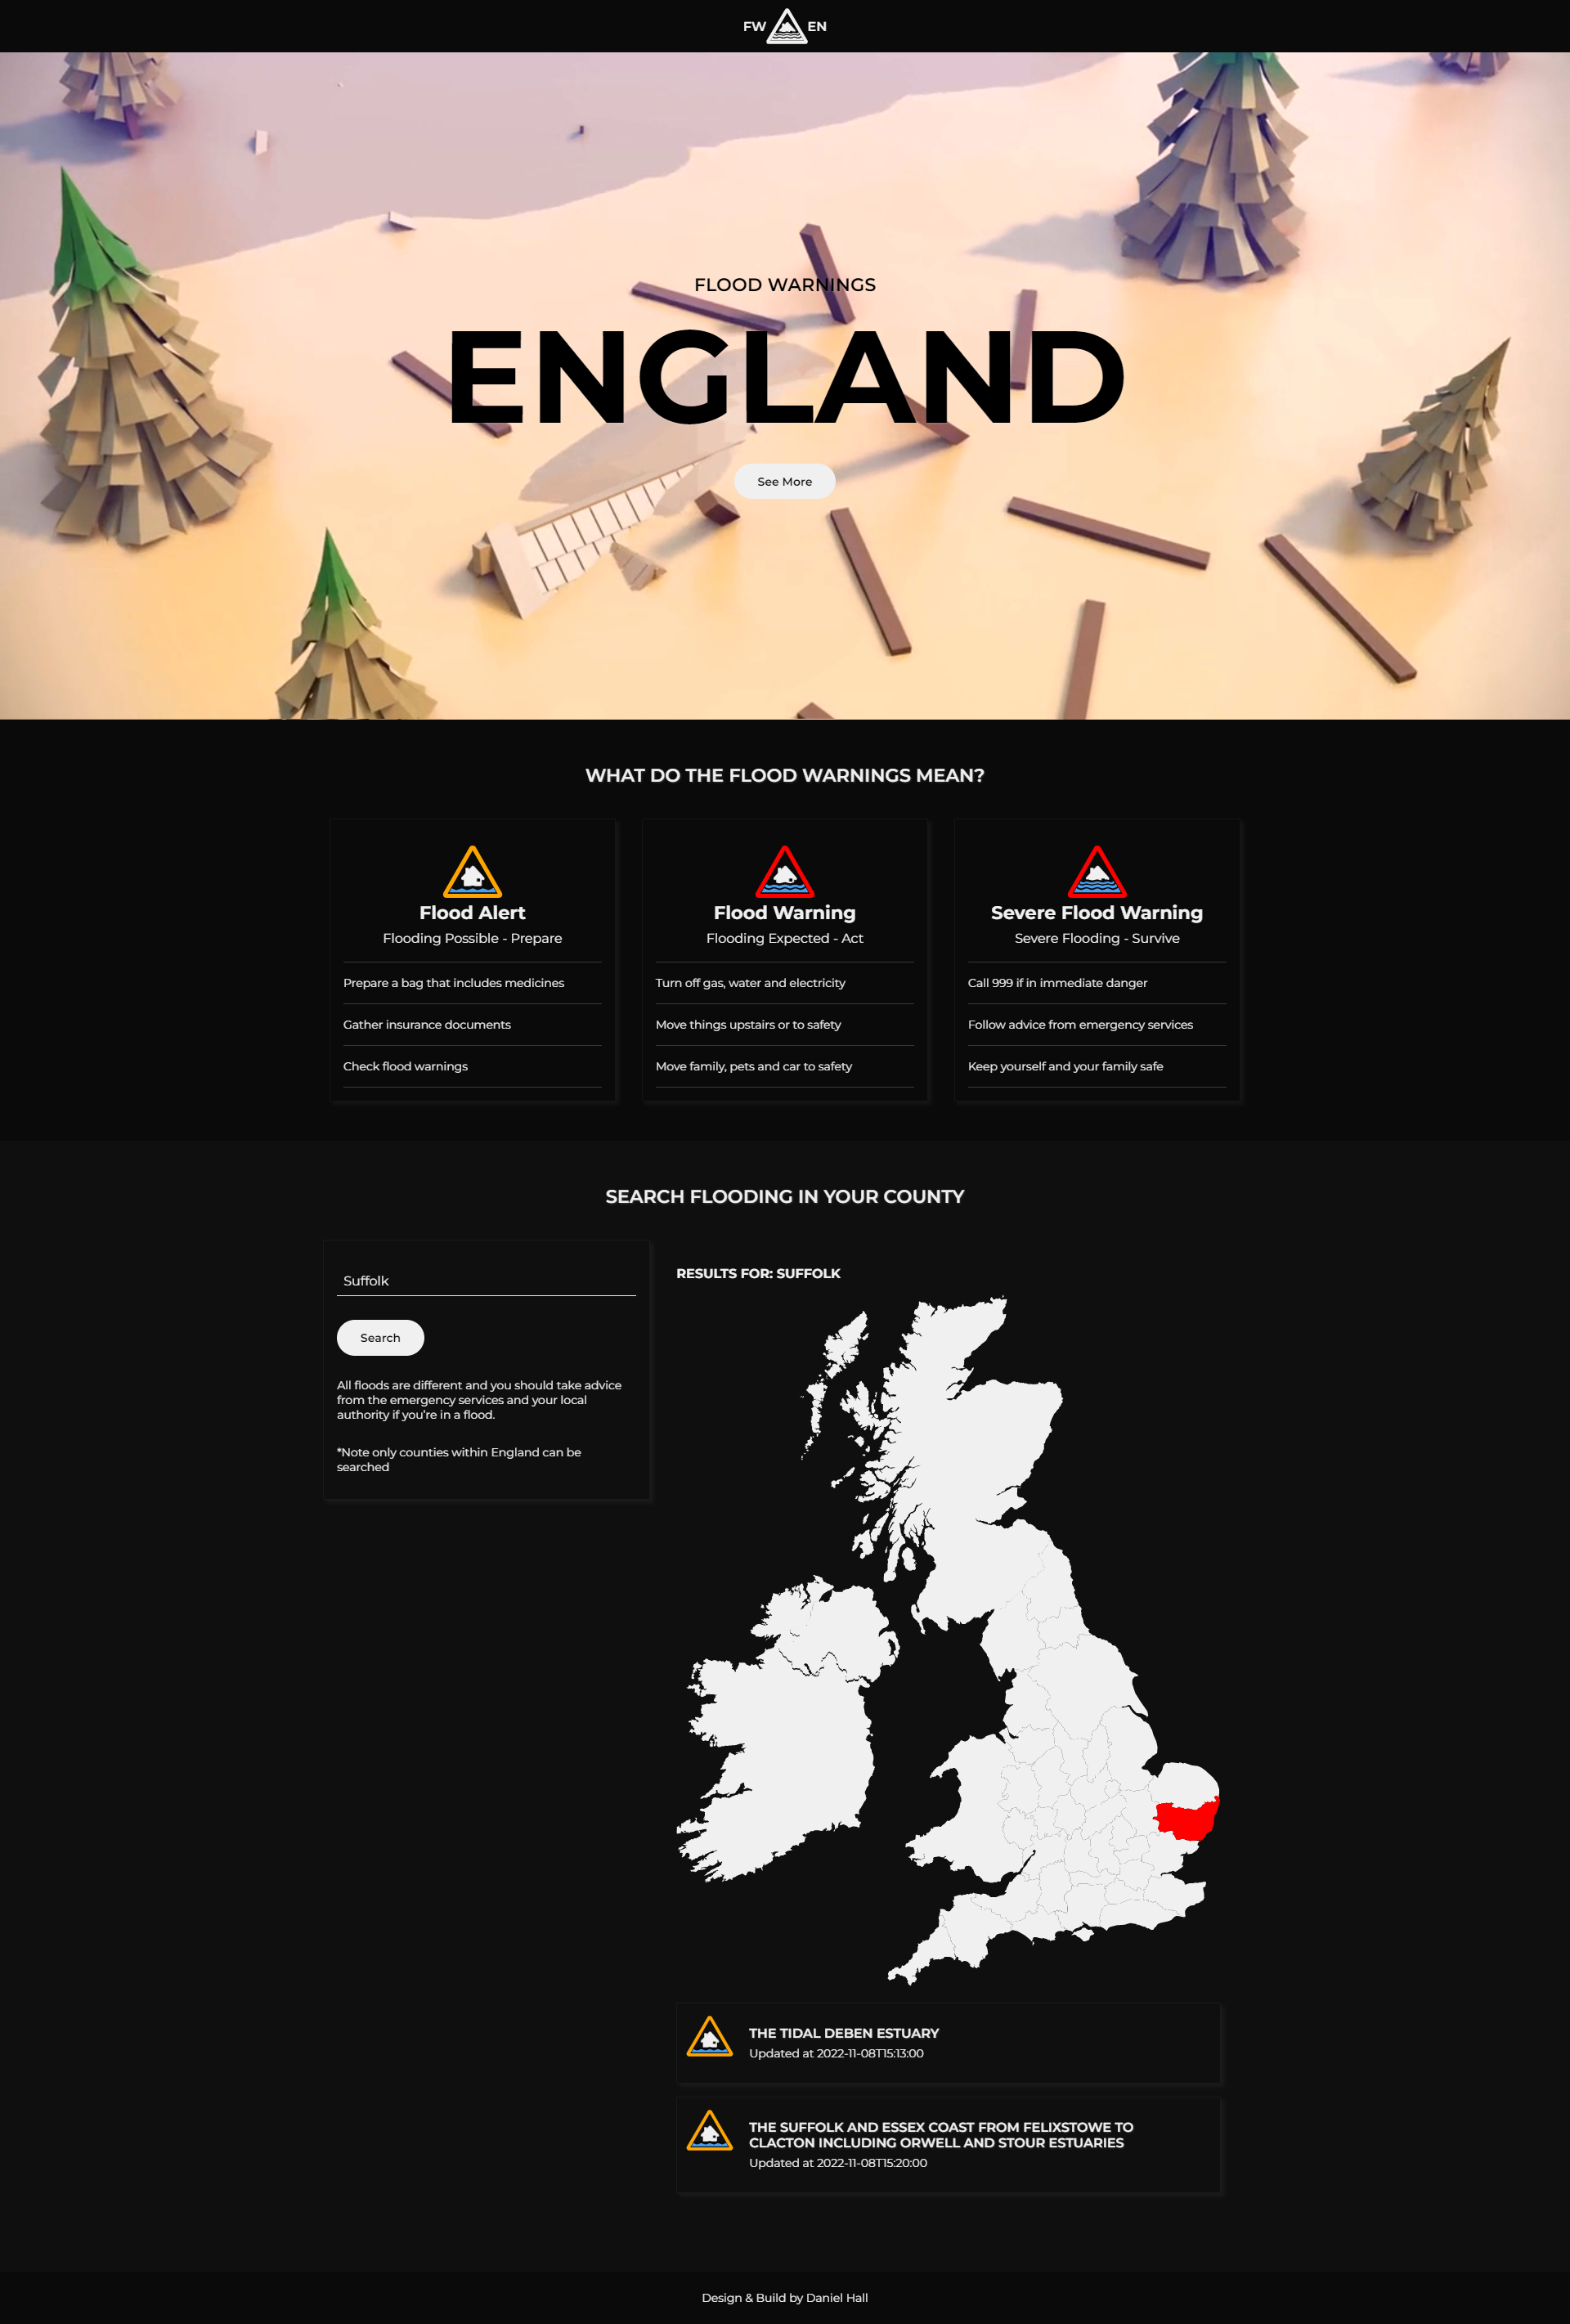 FW EN
FLOOD WARNINGS
ENGLAND
See More
WHAT DO THE FLOOD WARNINGS MEAN?
Flood Alert
Flooding Possible - Prepare
Prepare a bag that includes medicines
Gather insurance documents
Check flood warnings
Flood Warning
Flooding Expected - Act
Turn off gas, water and electricity
Move things upstairs or to safety
Move family, pets and car to safety
Severe Flood Warning
Severe Flooding - Survive
Call 999 if in immediate danger
Follow advice from emergency services
Keep yourself and your family safe
SEARCH FLOODING IN YOUR COUNTY
Suffolk
Search
All floods are different and you should take advice
from the emergency services and your local
authority if you're in a flood.
*Note only counties within England can be
searched
RESULTS FOR: SUFFOLK
THE TIDAL DEBEN ESTUARY
Updated at 2022-11-08T15:13:00
THE SUFFOLK AND ESSEX COAST FROM FELIXSTOWE TO
CLACTON INCLUDING ORWELL AND STOUR ESTUARIES
Updated at 2022-11-08T15:20:00
Design & Build by Daniel Hall